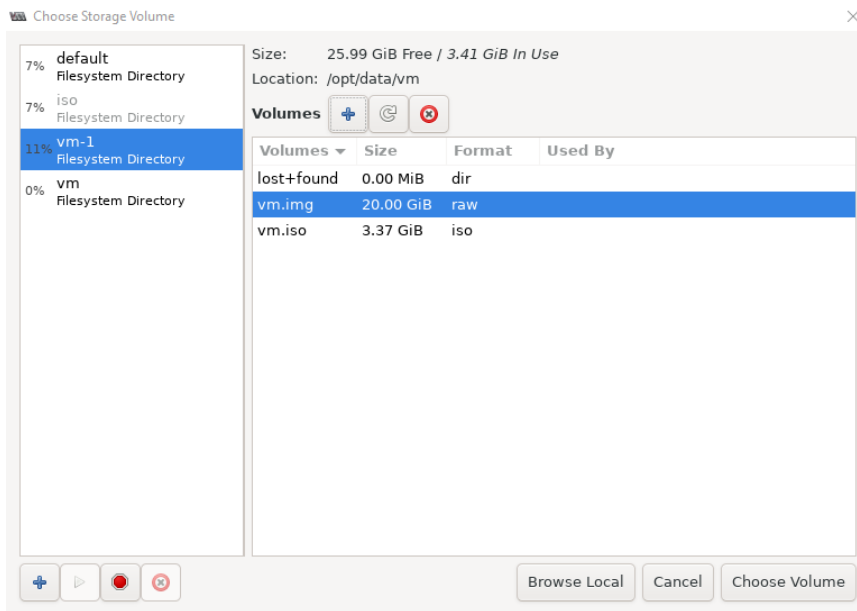 Choose Storage Volume
7%
default
Filesystem Directory
7%
iso
Filesystem Directory
11%
vm-1
Filesystem Directory
0%
vm
Filesystem Directory
Size: 25.99 GiB Free / 3.41 GiB In Use
Location: /opt/data/vm
Volumes
Volumes Size Format Used By
lost+found 0.00 MiB dir
vm.img 20.00 GiB raw
vm.iso 3.37 GiB iso
Browse Local Cancel Choose Volume